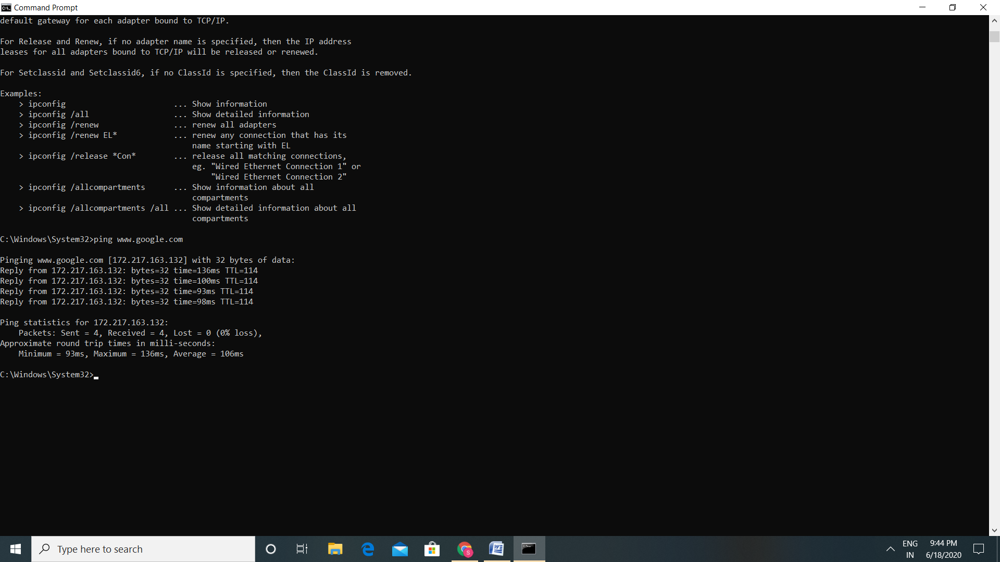 Command Prompt
default gateway for each adapter bound to TCP/IP.
For Release and Renew, if no adapter name is specified, then the IP address
leases for all adapters bound to TCP/IP will be released or renewed.
For Setclassid and Setclassid6, if no ClassId is specified, then the ClassId is removed.
Examples:
> ipconfig ... Show information
> ipconfig /all ... Show detailed information
> ipconfig /renew ... renew all adapters
> ipconfig /renew EL* ... renew any connection that has its
name starting with EL
> ipconfig /release *Con* ... release all matching connections,
eg. "Wired Ethernet Connection 1" or
"Wired Ethernet Connection 2"
> ipconfig /allcompartments ... Show information about all
compartments
> ipconfig /allcompartments /all ... Show detailed information about all
compartments
C:\Windows\System32>ping www.google.com
Pinging www.google.com [172.217.163.132] with 32 bytes of data:
Reply from 172.217.163.132: bytes=32 time=136ms TTL=114
Reply from 172.217.163.132: bytes=32 time=100ms TTL=114
Reply from 172.217.163.132: bytes=32 time=93ms TTL=114
Reply from 172.217.163.132: bytes=32 time=98ms TTL=114
Ping statistics for 172.217.163.132:
Packets: Sent = 4, Received = 4, Lost = 0 (0% loss),
Approximate round trip times in milli-seconds:
Minimum = 93ms, Maximum = 136ms, Average = 106ms
C:\Windows\System32>
Type here to search
ENG
IN
9:44 PM
6/18/2020